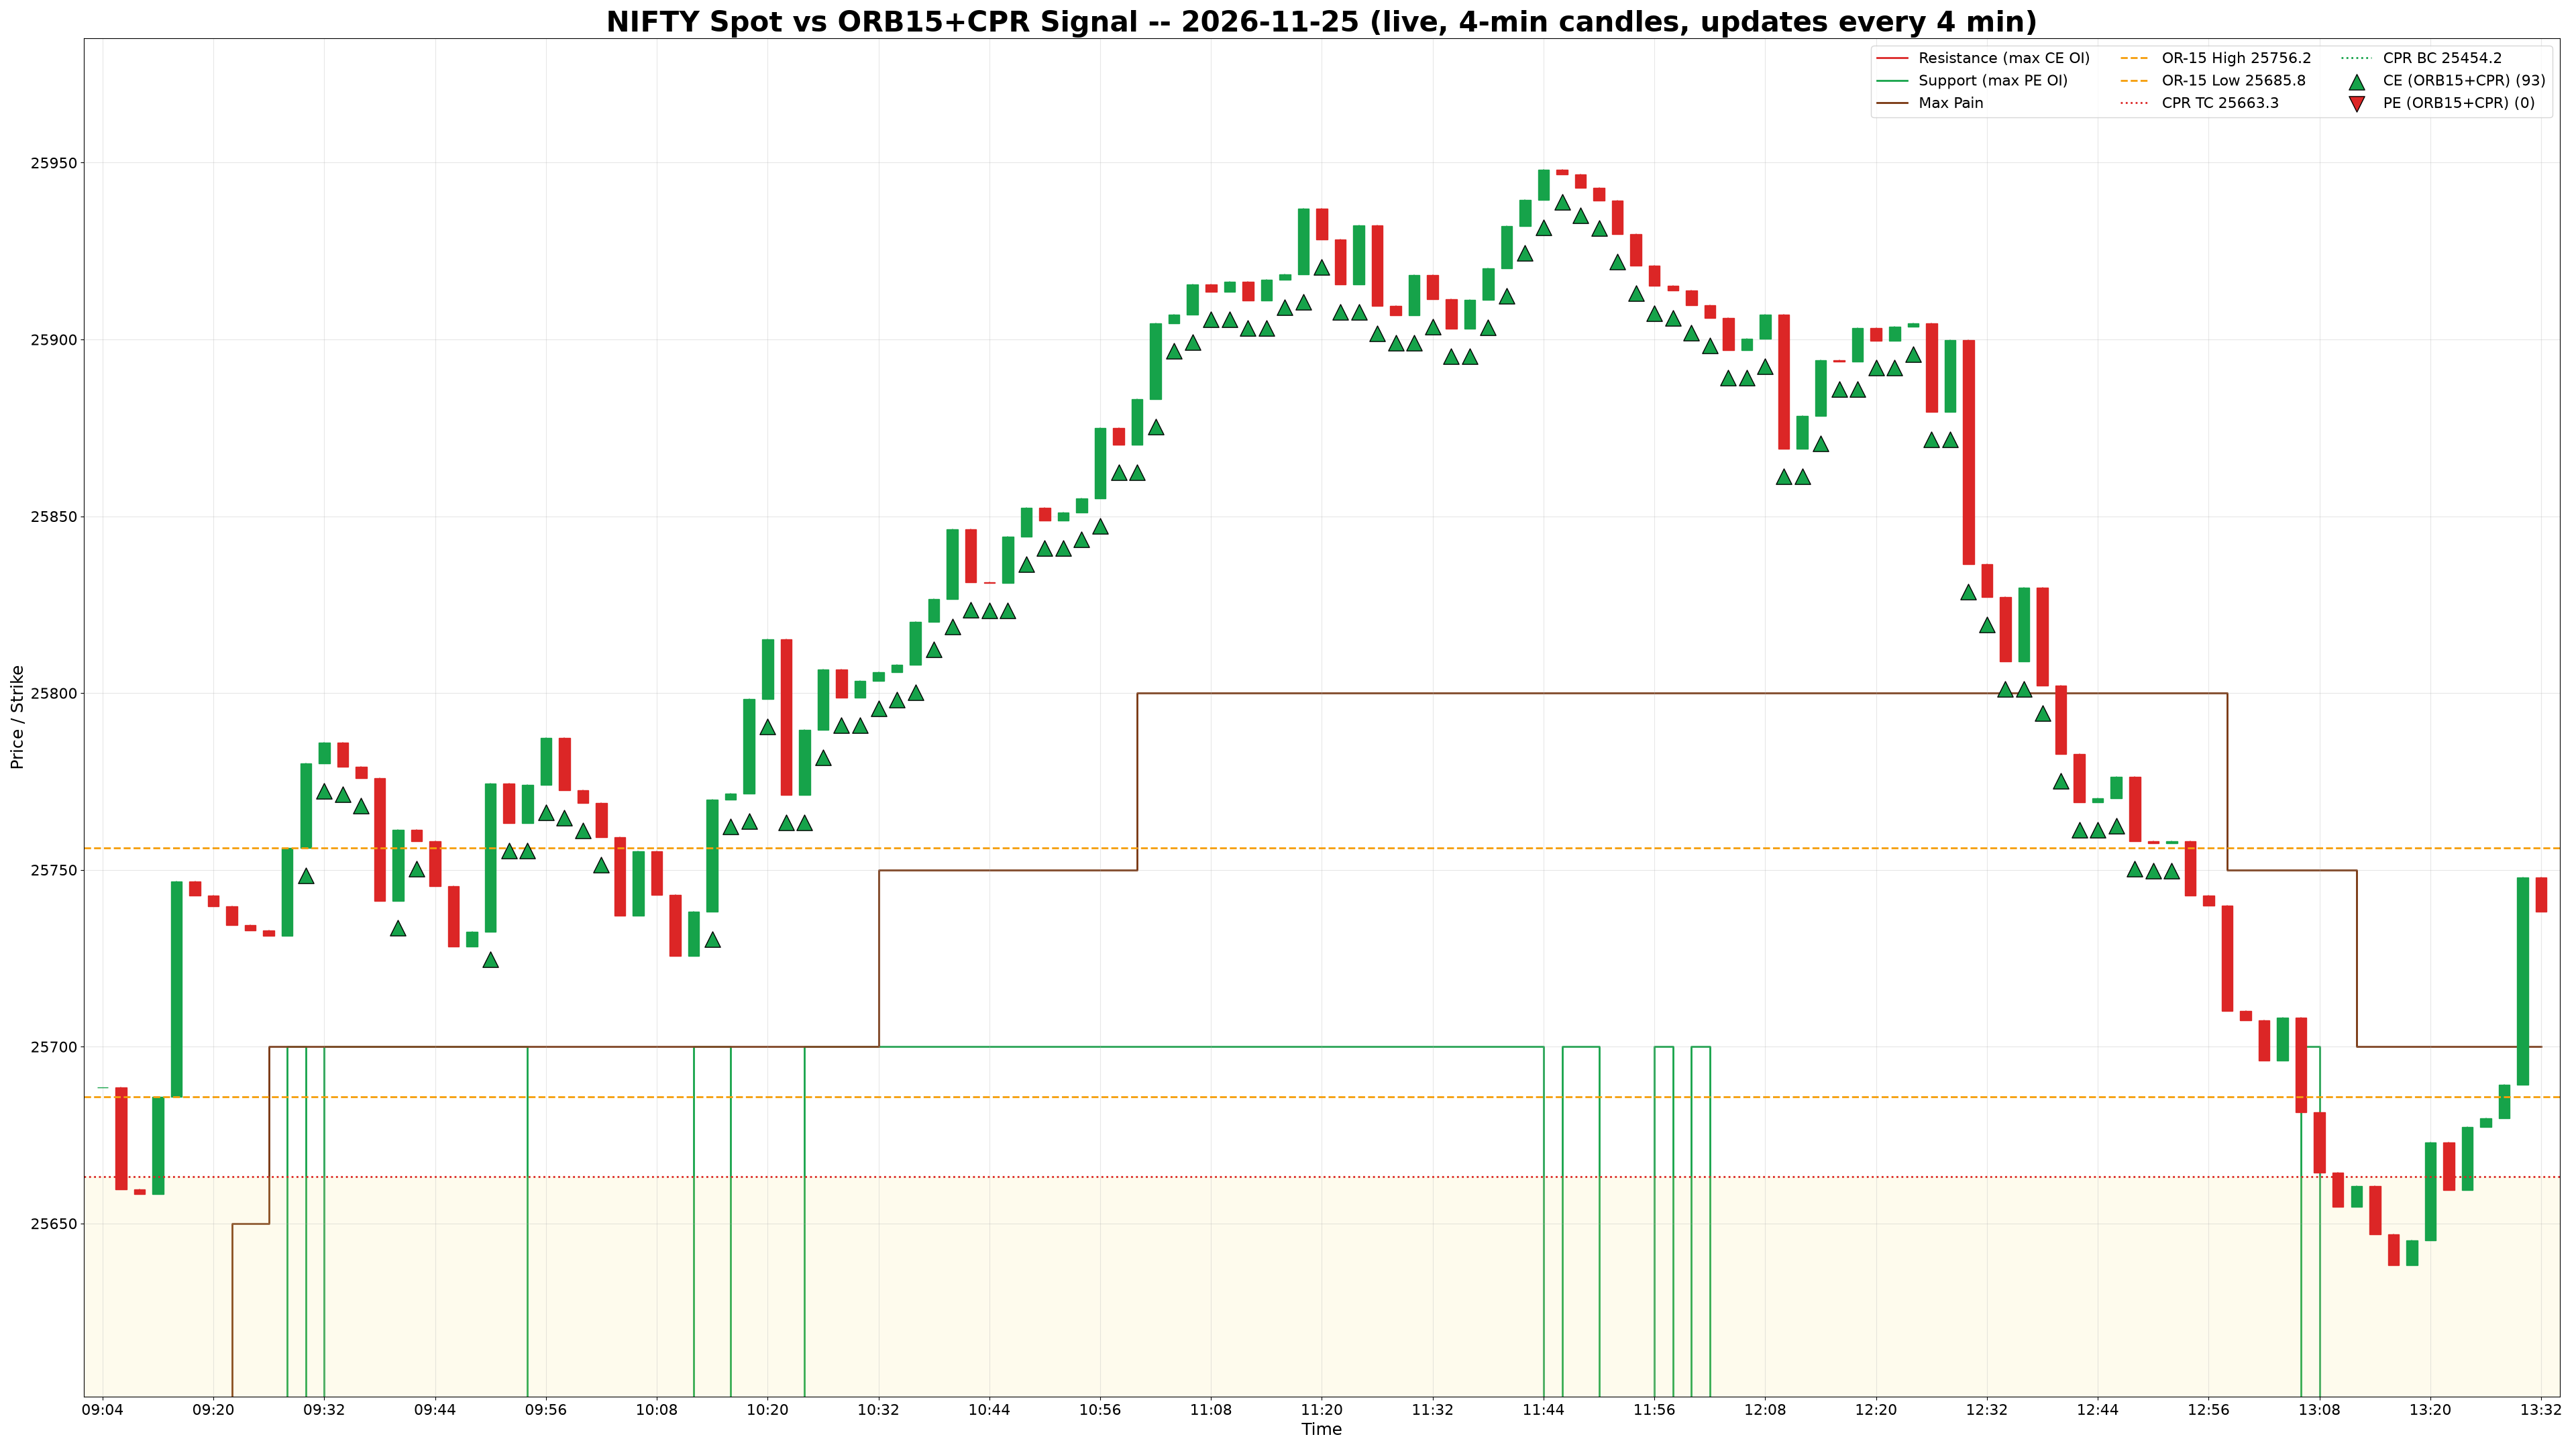 NIFTY Spot vs ORB15+CPR Signal -- 2026-11-25 (live, 4-min candles, updates every 4 min)
Resistance (max CE OI)
Support (max PE OI)
Max Pain
OR-15 High 25756.2
OR-15 Low 25685.8
CPR TC 25663.3
CPR BC 25454.2
CE (ORB15+CPR) (93)
PE (ORB15+CPR) (0)
Price / Strike
25950
25900
25850
25800
25750
25700
25650
09:04 09:20 09:32 09:44 09:56 10:08 10:20 10:32 10:44 10:56 11:08 11:20 11:32 11:44 11:56 12:08 12:20 12:32 12:44 12:56 13:08 13:20 13:32
Time